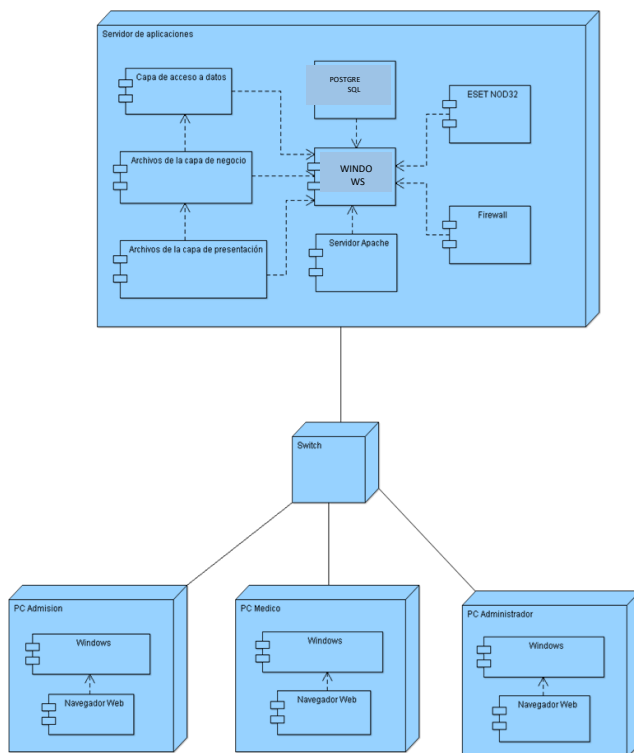 Servidor de aplicaciones
Capa de acceso a datos
POSTGRE
SQL
ESET NOD32
Archivos de la capa de negocio
WINDO
WS
Archivos de la capa de presentación
Servidor Apache
Firewall
Switch
PC Admision
Windows
Navegador Web
PC Medico
Windows
Navegador Web
PC Administrador
Windows
Navegador Web